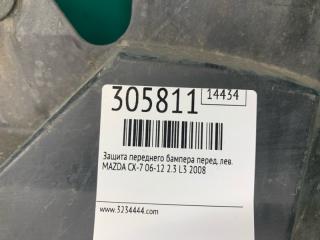 305811 14434
Защита переднего бампера перед. лев.
MAZDA CX-7 06-12 2.3 L3 2008
www.3234444.com